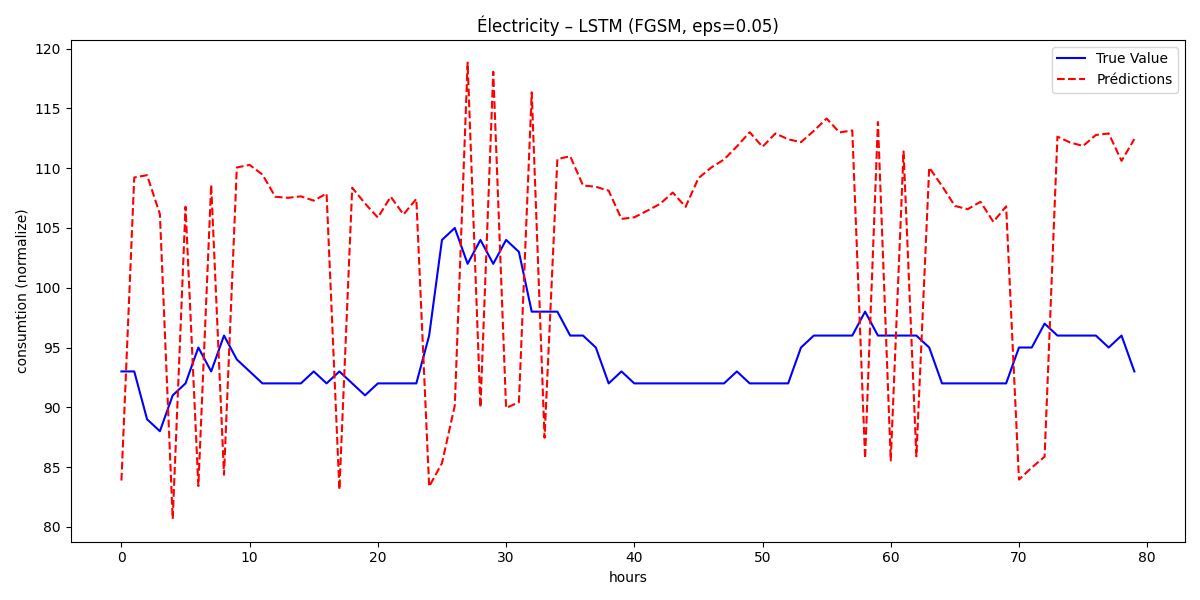 Électricity – LSTM (FGSM, eps=0.05)
True Value
Prédictions
consumtion (normalize)
120
115
110
105
100
95
90
85
80
0 10 20 30 40 50 60 70 80
hours